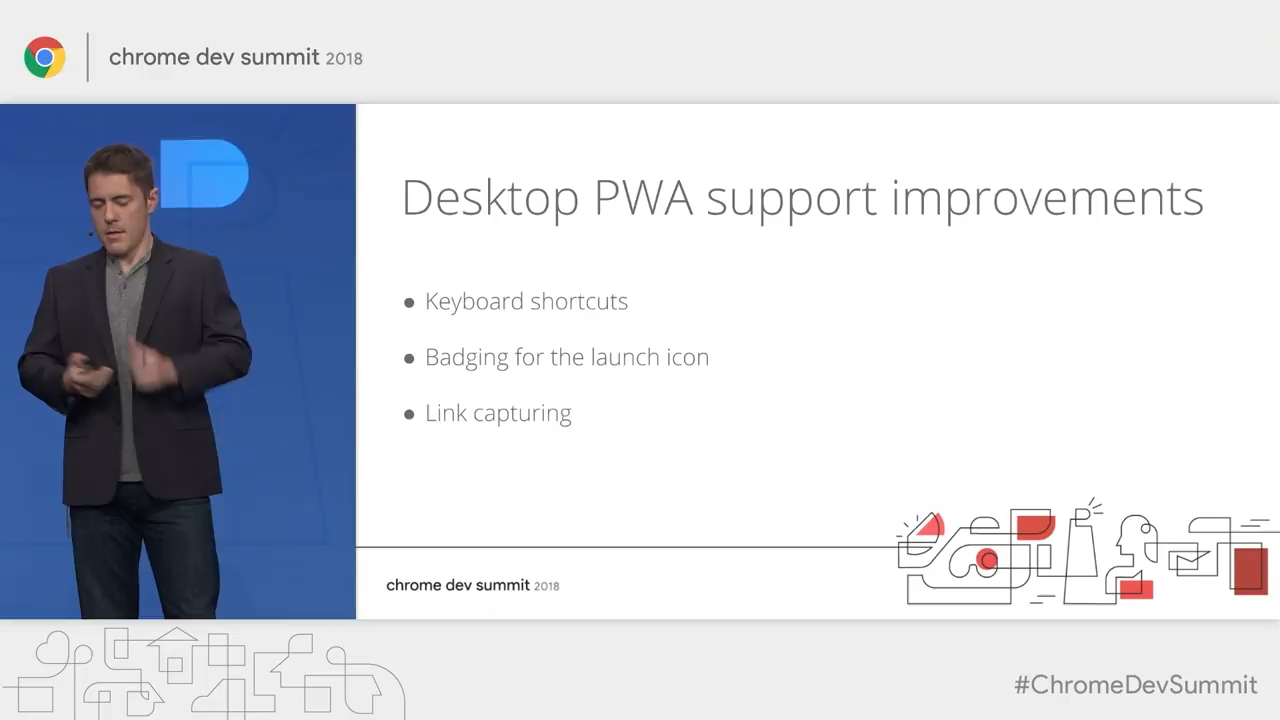 chrome dev summit 2018
Desktop PWA support improvements
● Keyboard shortcuts
● Badging for the launch icon
● Link capturing
chrome dev summit 2018
#ChromeDevSummit